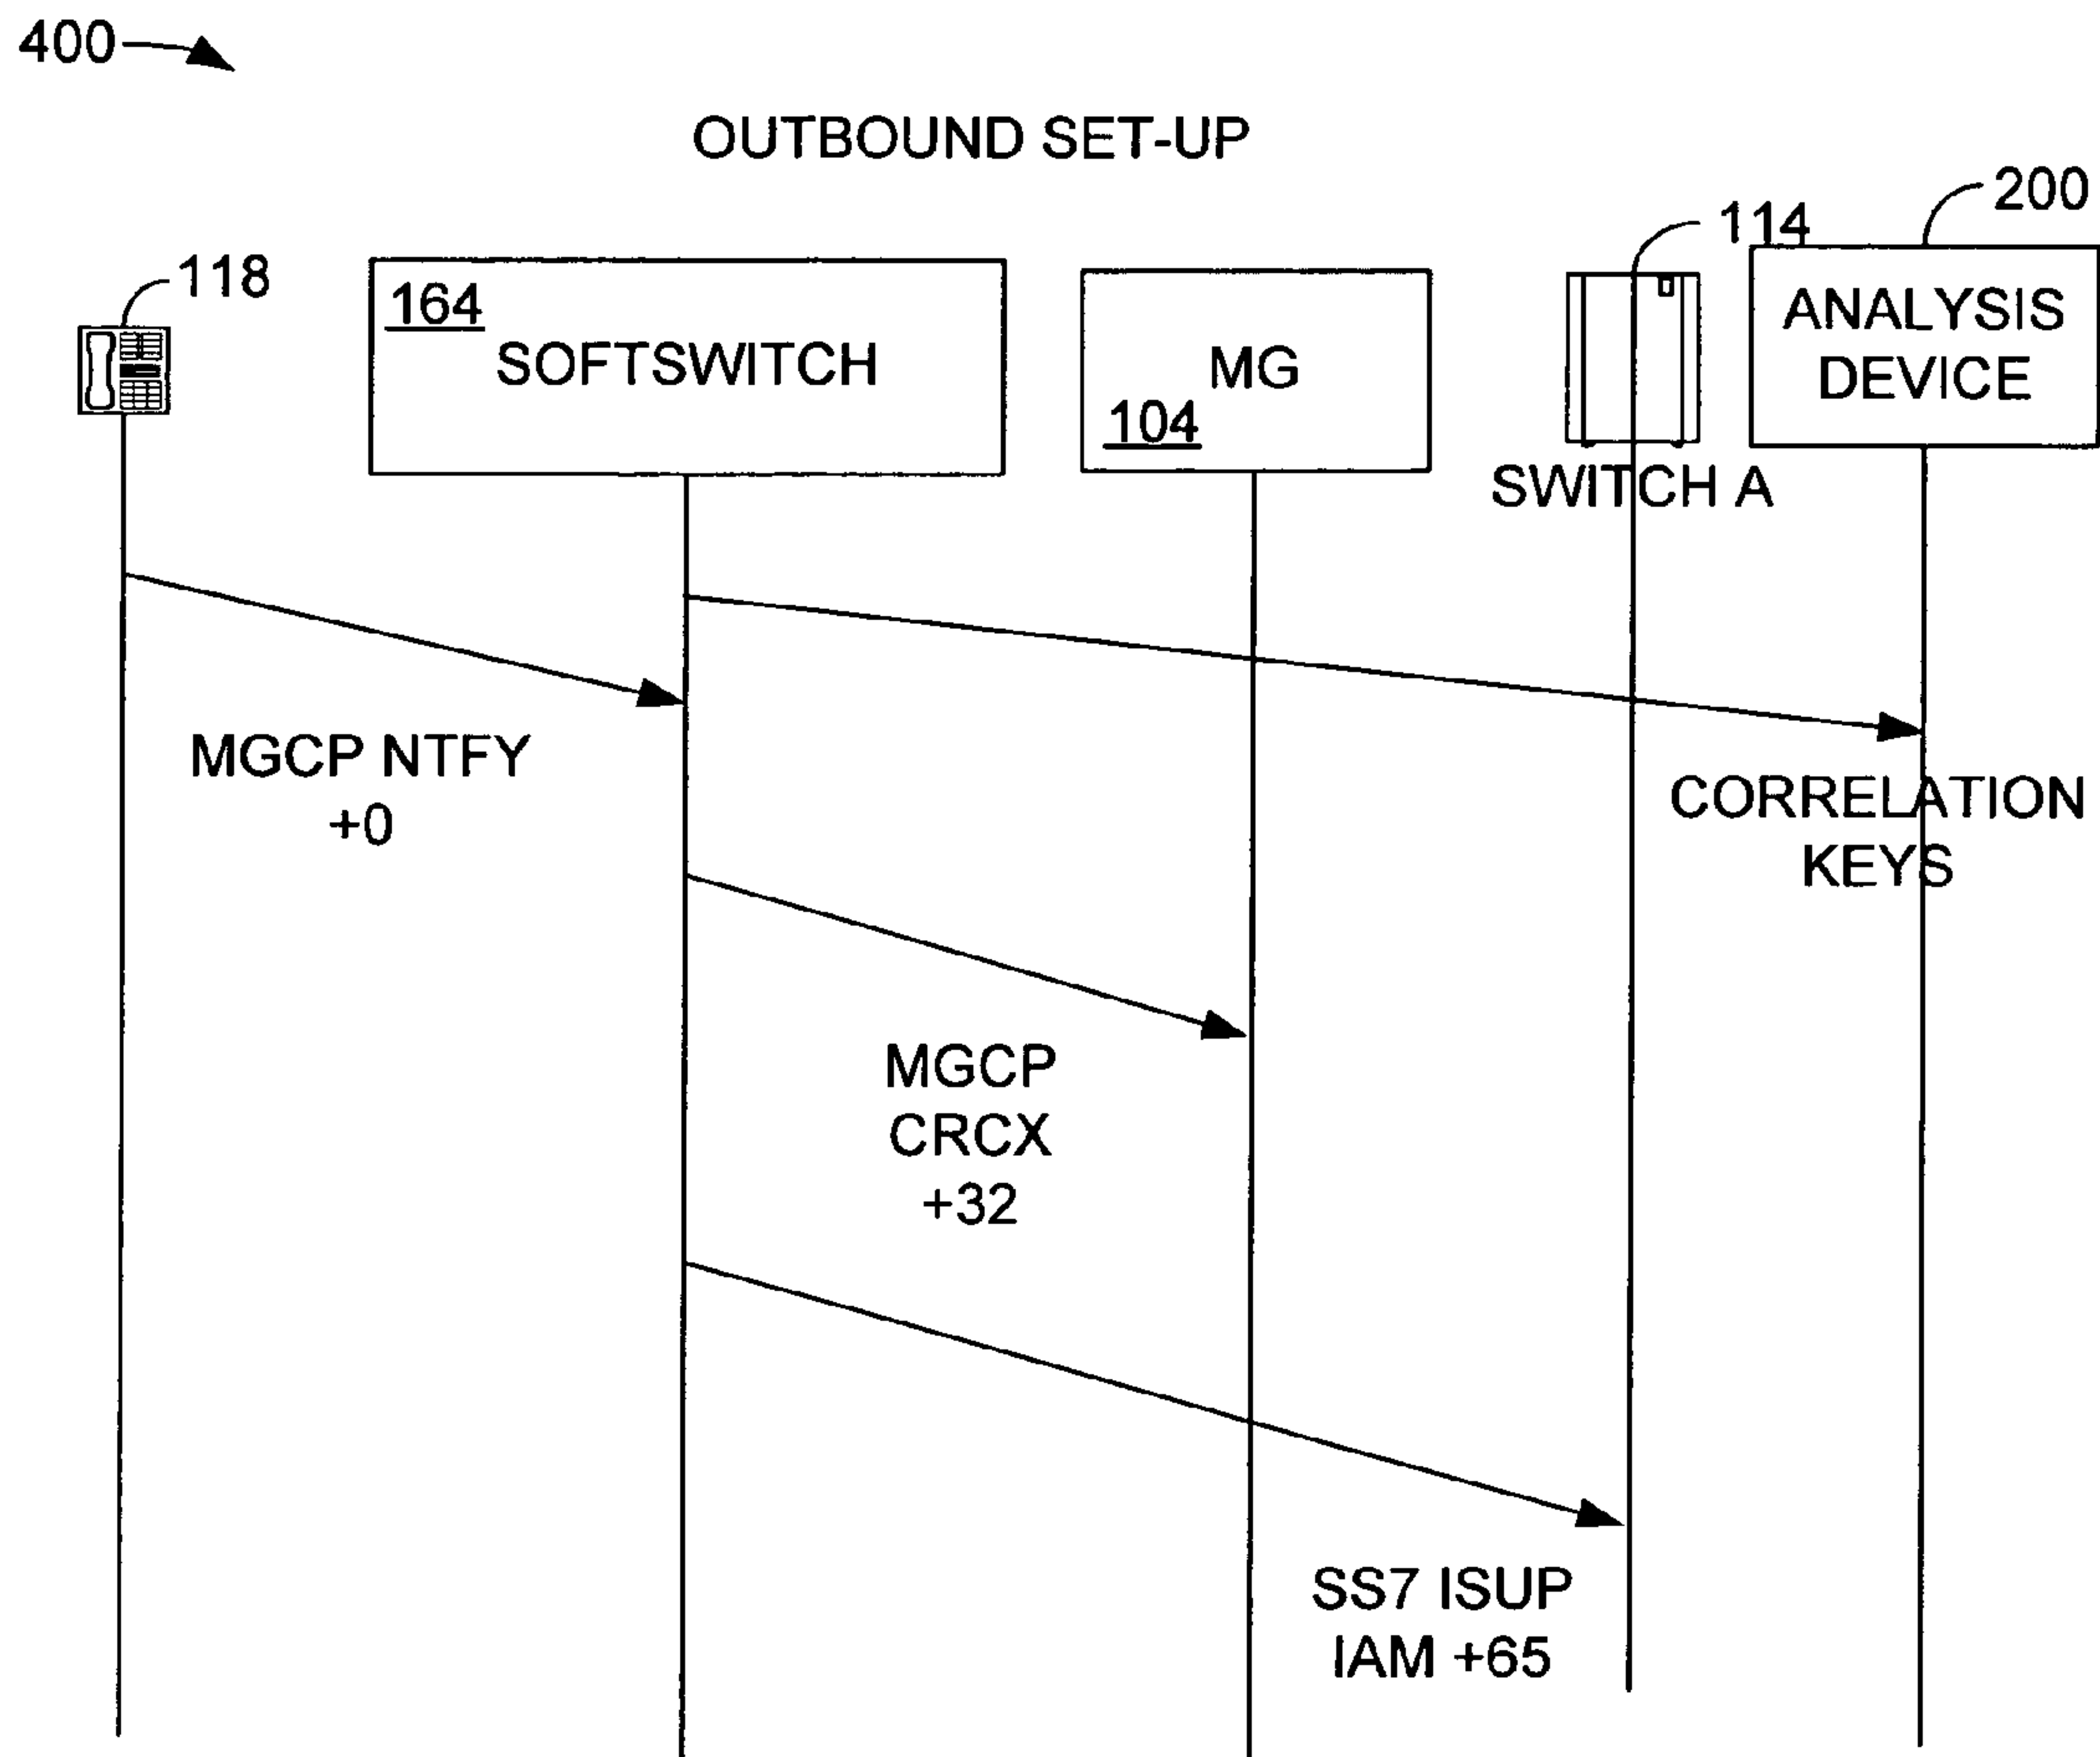 400
OUTBOUND SET-UP
200
114
118
164
SOFTSWITCH
MG
104
SWITCH A
ANALYSIS
DEVICE
MGCP NTFY
+0
CORRELATION
KEYS
MGCP
CRCX
+32
SS7 ISUP
IAM +65